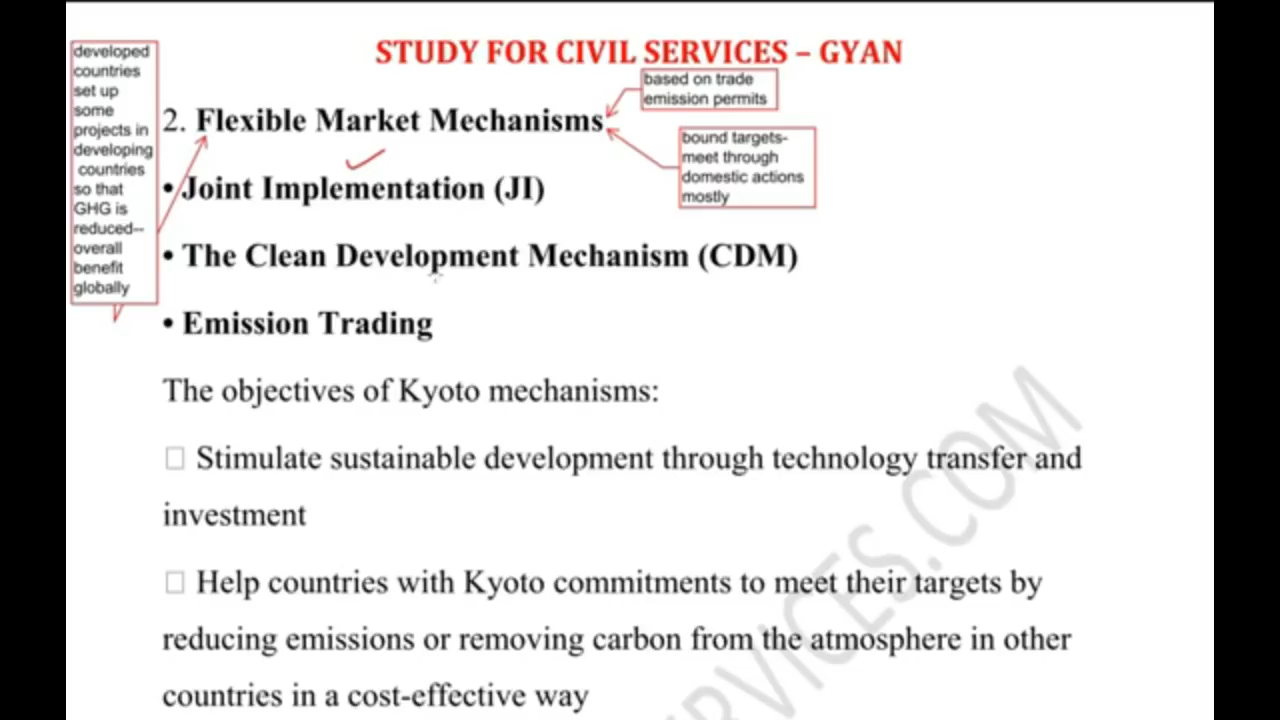 STUDY FOR CIVIL SERVICES – GYAN
developed
countries
set up
some
projects in
developing
countries
so that
GHG is
reduced--
overall
benefit
globally
based on trade
emission permits
2. Flexible Market Mechanisms
bound targets-
meet through
domestic actions
mostly
• Joint Implementation (JI)
• The Clean Development Mechanism (CDM)
• Emission Trading
The objectives of Kyoto mechanisms:
Stimulate sustainable development through technology transfer and
investment
Help countries with Kyoto commitments to meet their targets by
reducing emissions or removing carbon from the atmosphere in other
countries in a cost-effective way
RVICES.COM